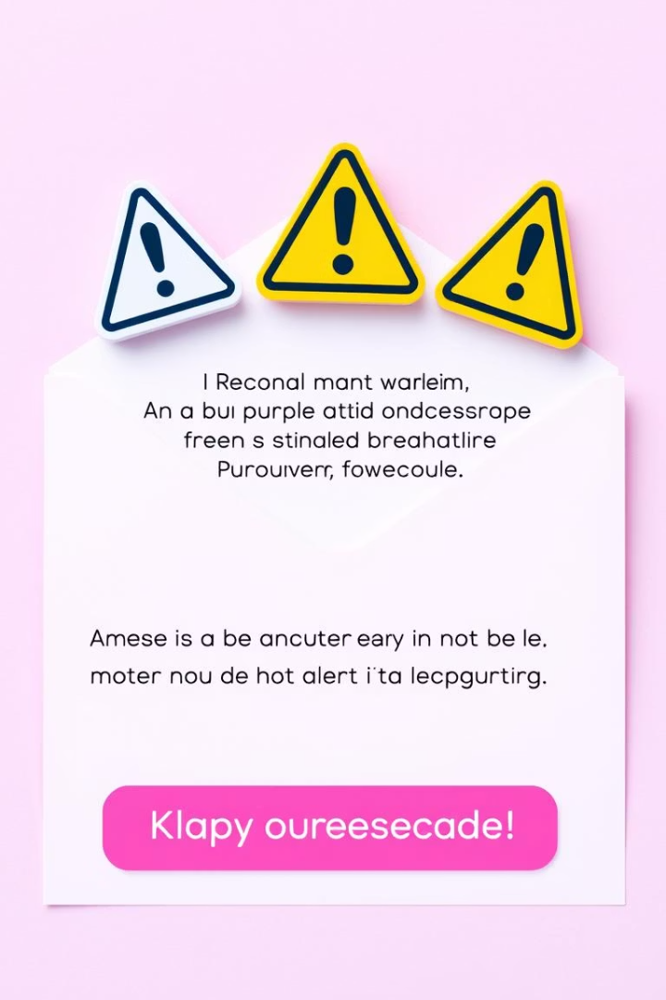 I Reconal mant warleim,
An a bui purple attid ondcessrope
freen s stinaled breahatlire
Purouiverr, fowecoule.
Amese is a be ancuter eary in not be le.
moter nou de hot alert i'ta lecpgurtirg.
Klapy oureesecade!